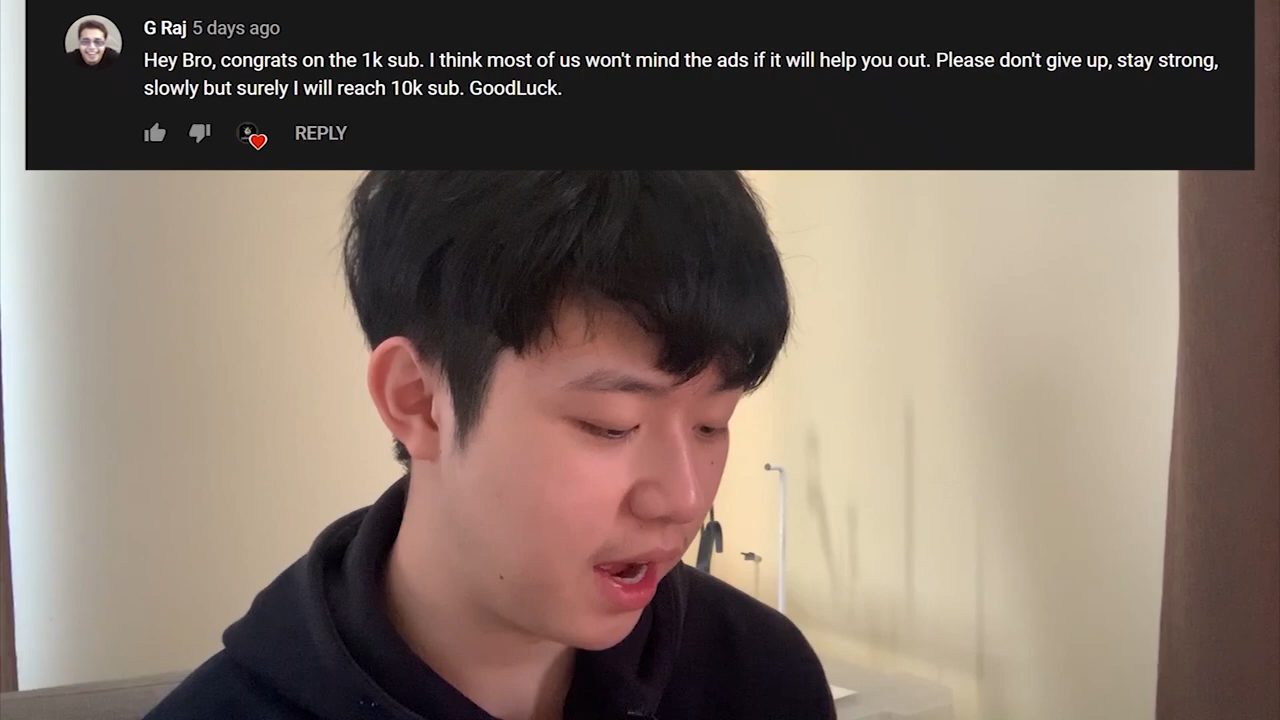 G Raj 5 days ago
Hey Bro, congrats on the 1k sub. I think most of us won't mind the ads if it will help you out. Please don't give up, stay strong,
slowly but surely I will reach 10k sub. GoodLuck.
REPLY